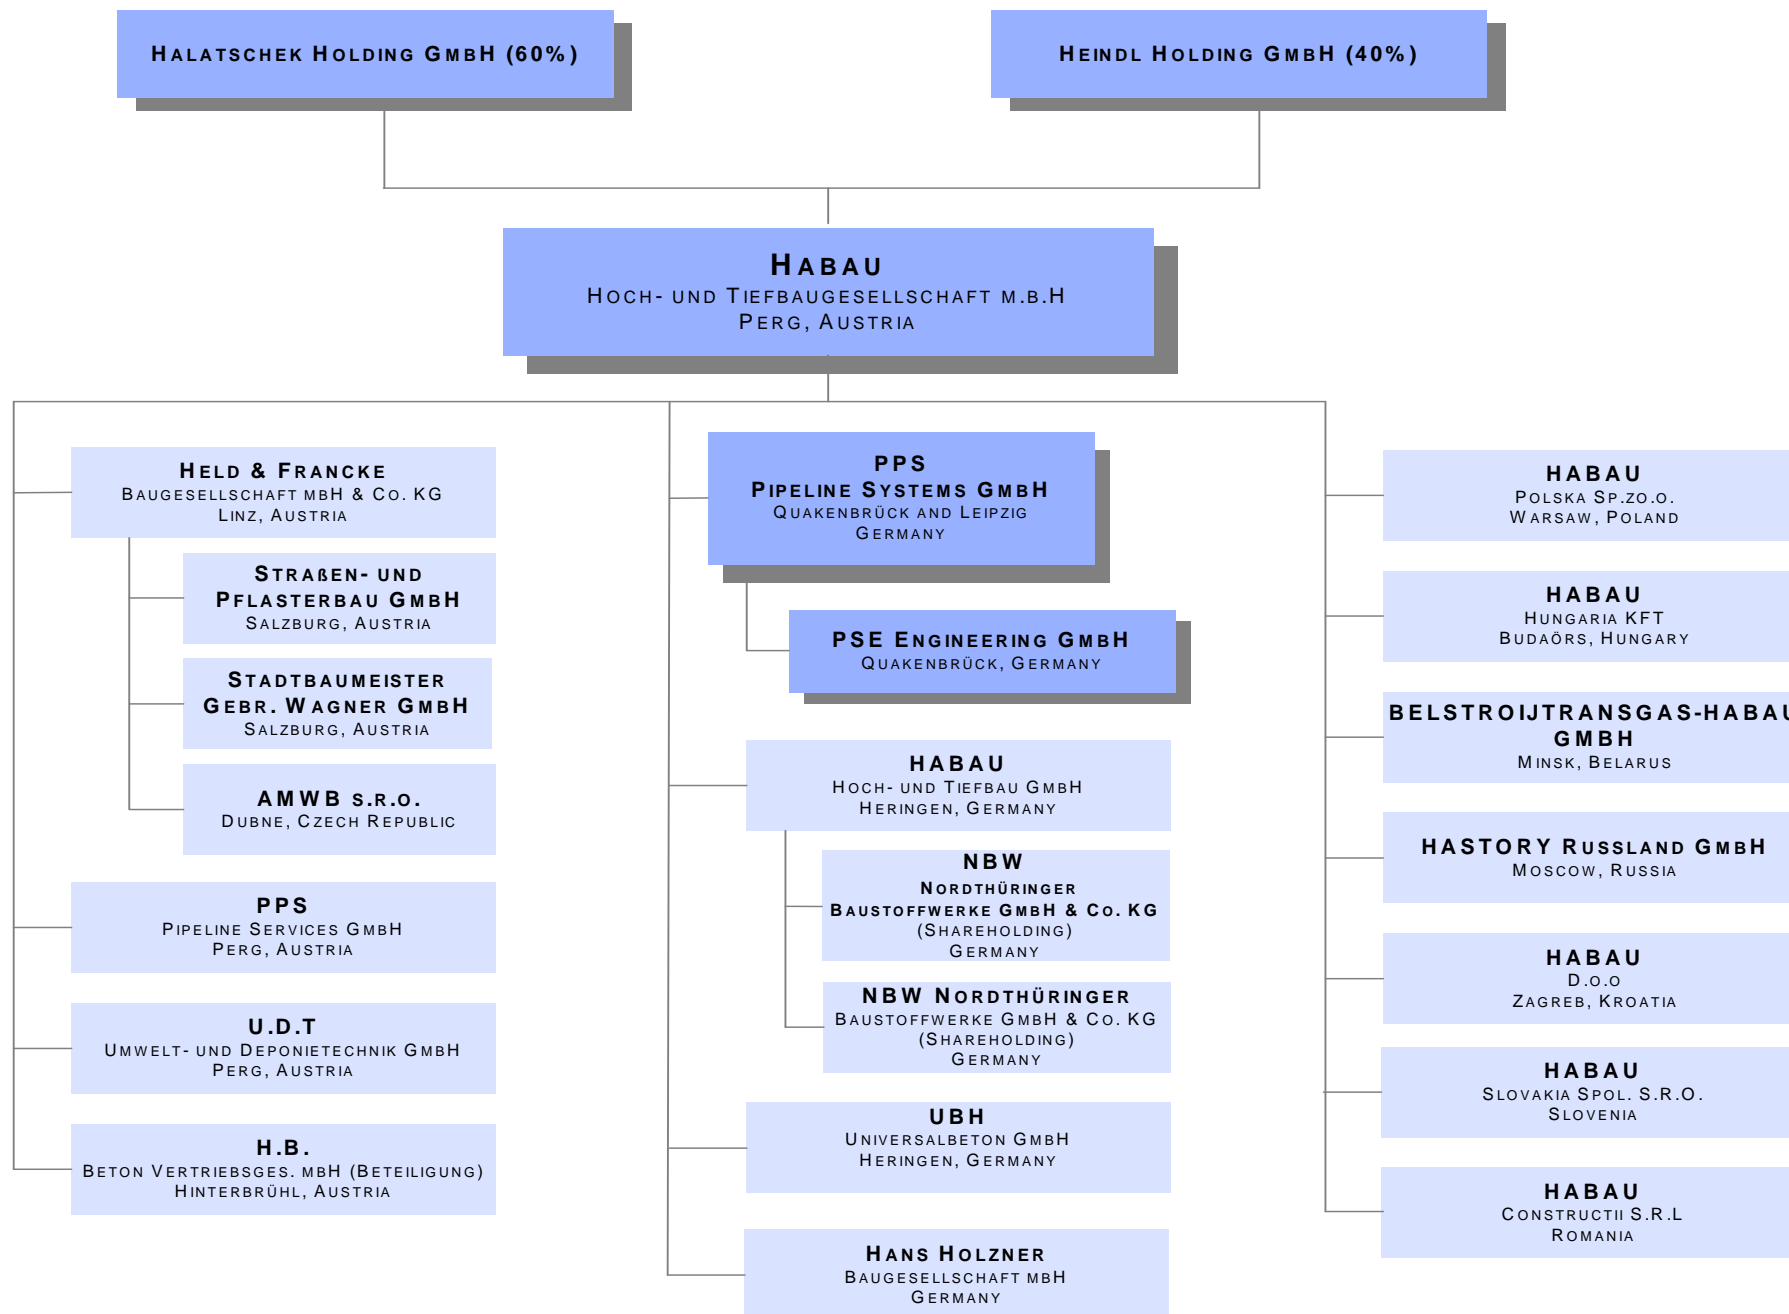 HALATSCHEK HOLDING GMBH (60%)
HEINDL HOLDING GMBH (40%)
HABAU
HOCH- UND TIEFBAUGESELLSCHAFT M.B.H
PERG, AUSTRIA
HELD & FRANCKE
BAUGESELLSCHAFT MBH & CO. KG
LINZ, AUSTRIA
STRAßEN- UND
PFLASTERBAU GMBH
SALZBURG, AUSTRIA
STADTBAUMEISTER
GEBR. WAGNER GMBH
SALZBURG, AUSTRIA
AMWB S.R.O.
DUBNE, CZECH REPUBLIC
PPS
PIPELINE SERVICES GMBH
PERG, AUSTRIA
U.D.T
UMWELT- UND DEPONIETECHNIK GMBH
PERG, AUSTRIA
H.B.
BETON VERTRIEBSGES. MBH (BETEILIGUNG)
HINTERBRÜHL, AUSTRIA
PPS
PIPELINE SYSTEMS GMBH
QUAKENBRÜCK AND LEIPZIG
GERMANY
PSE ENGINEERING GMBH
QUAKENBRÜCK, GERMANY
HABAU
HOCH- UND TIEFBAU GMBH
HERINGEN, GERMANY
NBW
NORDTHÜRINGER
BAUSTOFFWERKE GMBH & CO. KG
(SHAREHOLDING)
GERMANY
NBW NORDTHÜRINGER
BAUSTOFFWERKE GMBH & CO. KG
(SHAREHOLDING)
GERMANY
UBH
UNIVERSALBETON GMBH
HERINGEN, GERMANY
HANS HOLZNER
BAUGESELLSCHAFT MBH
GERMANY
HABAU
POLSKA SP.ZO.O.
WARSAW, POLAND
HABAU
HUNGARIA KFT
BUDAÖRS, HUNGARY
BELSTROIJTRANSGAS-HABAU
GMBH
MINSK, BELARUS
HASTORY RUSSLAND GMBH
MOSCOW, RUSSIA
HABAU
D.O.O
ZAGREB, KROATIA
HABAU
SLOVAKIA SPOL. S.R.O.
SLOVENIA
HABAU
CONSTRUCTII S.R.L
ROMANIA